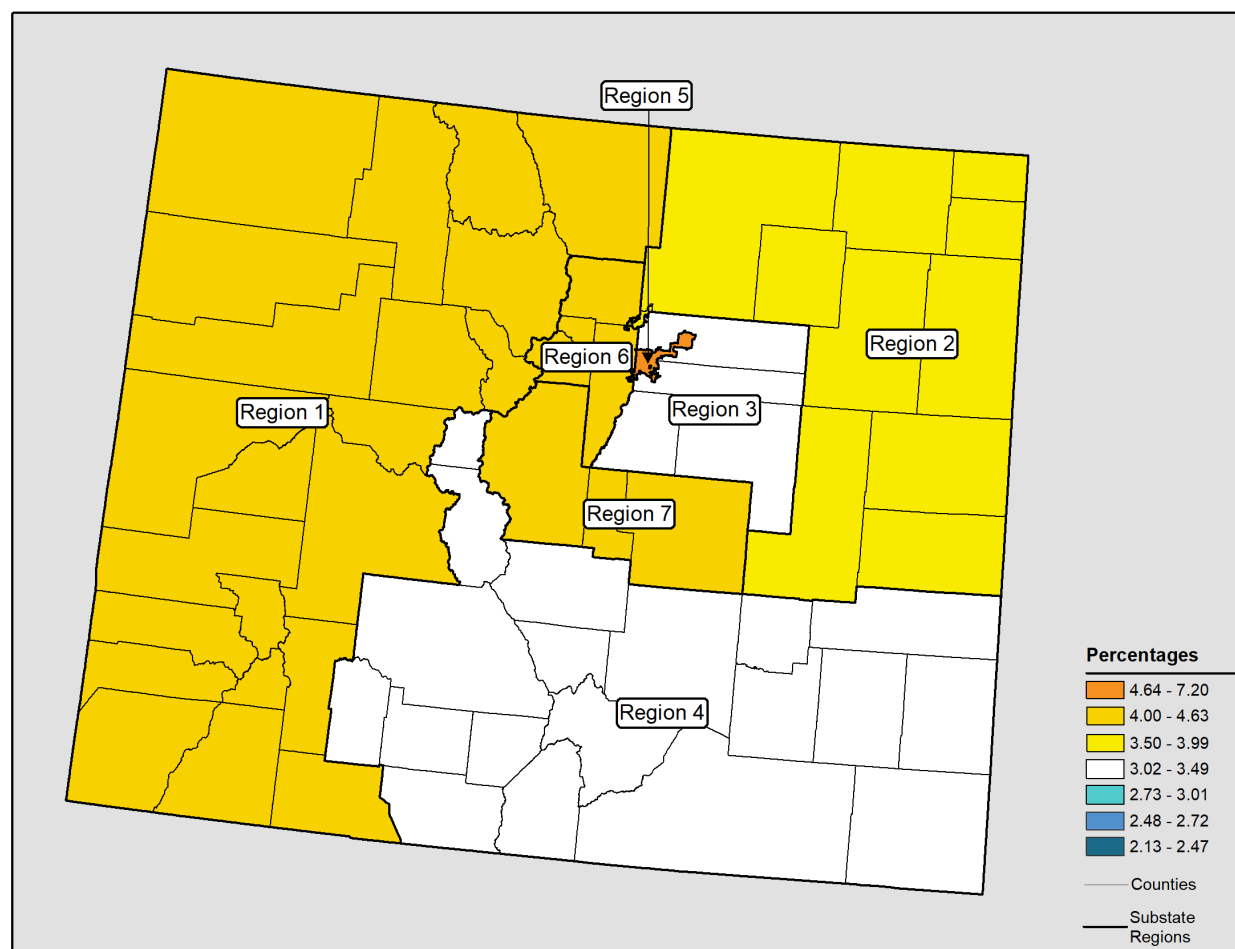 Region 5
Region 2
Region 6
Region 1
Region 3
Region 7
Region 4
Percentages
4.64 - 7.20
4.00 - 4.63
3.50 - 3.99
3.02 - 3.49
2.73 - 3.01
2.48 - 2.72
2.13 - 2.47
Counties
Substate
Regions